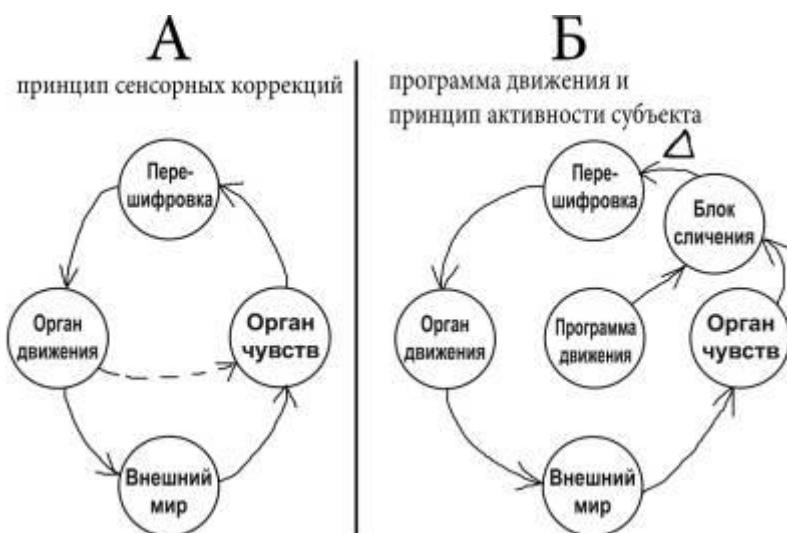 А
принцип сенсорных коррекций
Пере-
шифровка
Орган
движения
Орган
чувств
Внешний
мир
Б
программа движения и
принцип активности субъекта
Δ
Пере-
шифровка
Блок
сличения
Орган
движения
Программа
движения
Орган
чувств
Внешний
мир